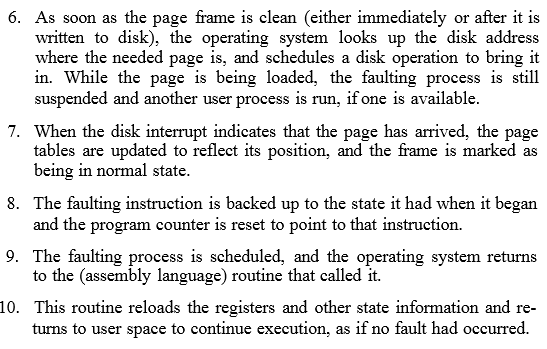 6. As soon as the page frame is clean (either immediately or after it is
written to disk), the operating system looks up the disk address
where the needed page is, and schedules a disk operation to bring it
in. While the page is being loaded, the faulting process is still
suspended and another user process is run, if one is available.
7. When the disk interrupt indicates that the page has arrived, the page
tables are updated to reflect its position, and the frame is marked as
being in normal state.
8. The faulting instruction is backed up to the state it had when it began
and the program counter is reset to point to that instruction.
9. The faulting process is scheduled, and the operating system returns
to the (assembly language) routine that called it.
10. This routine reloads the registers and other state information and re-
turns to user space to continue execution, as if no fault had occurred.